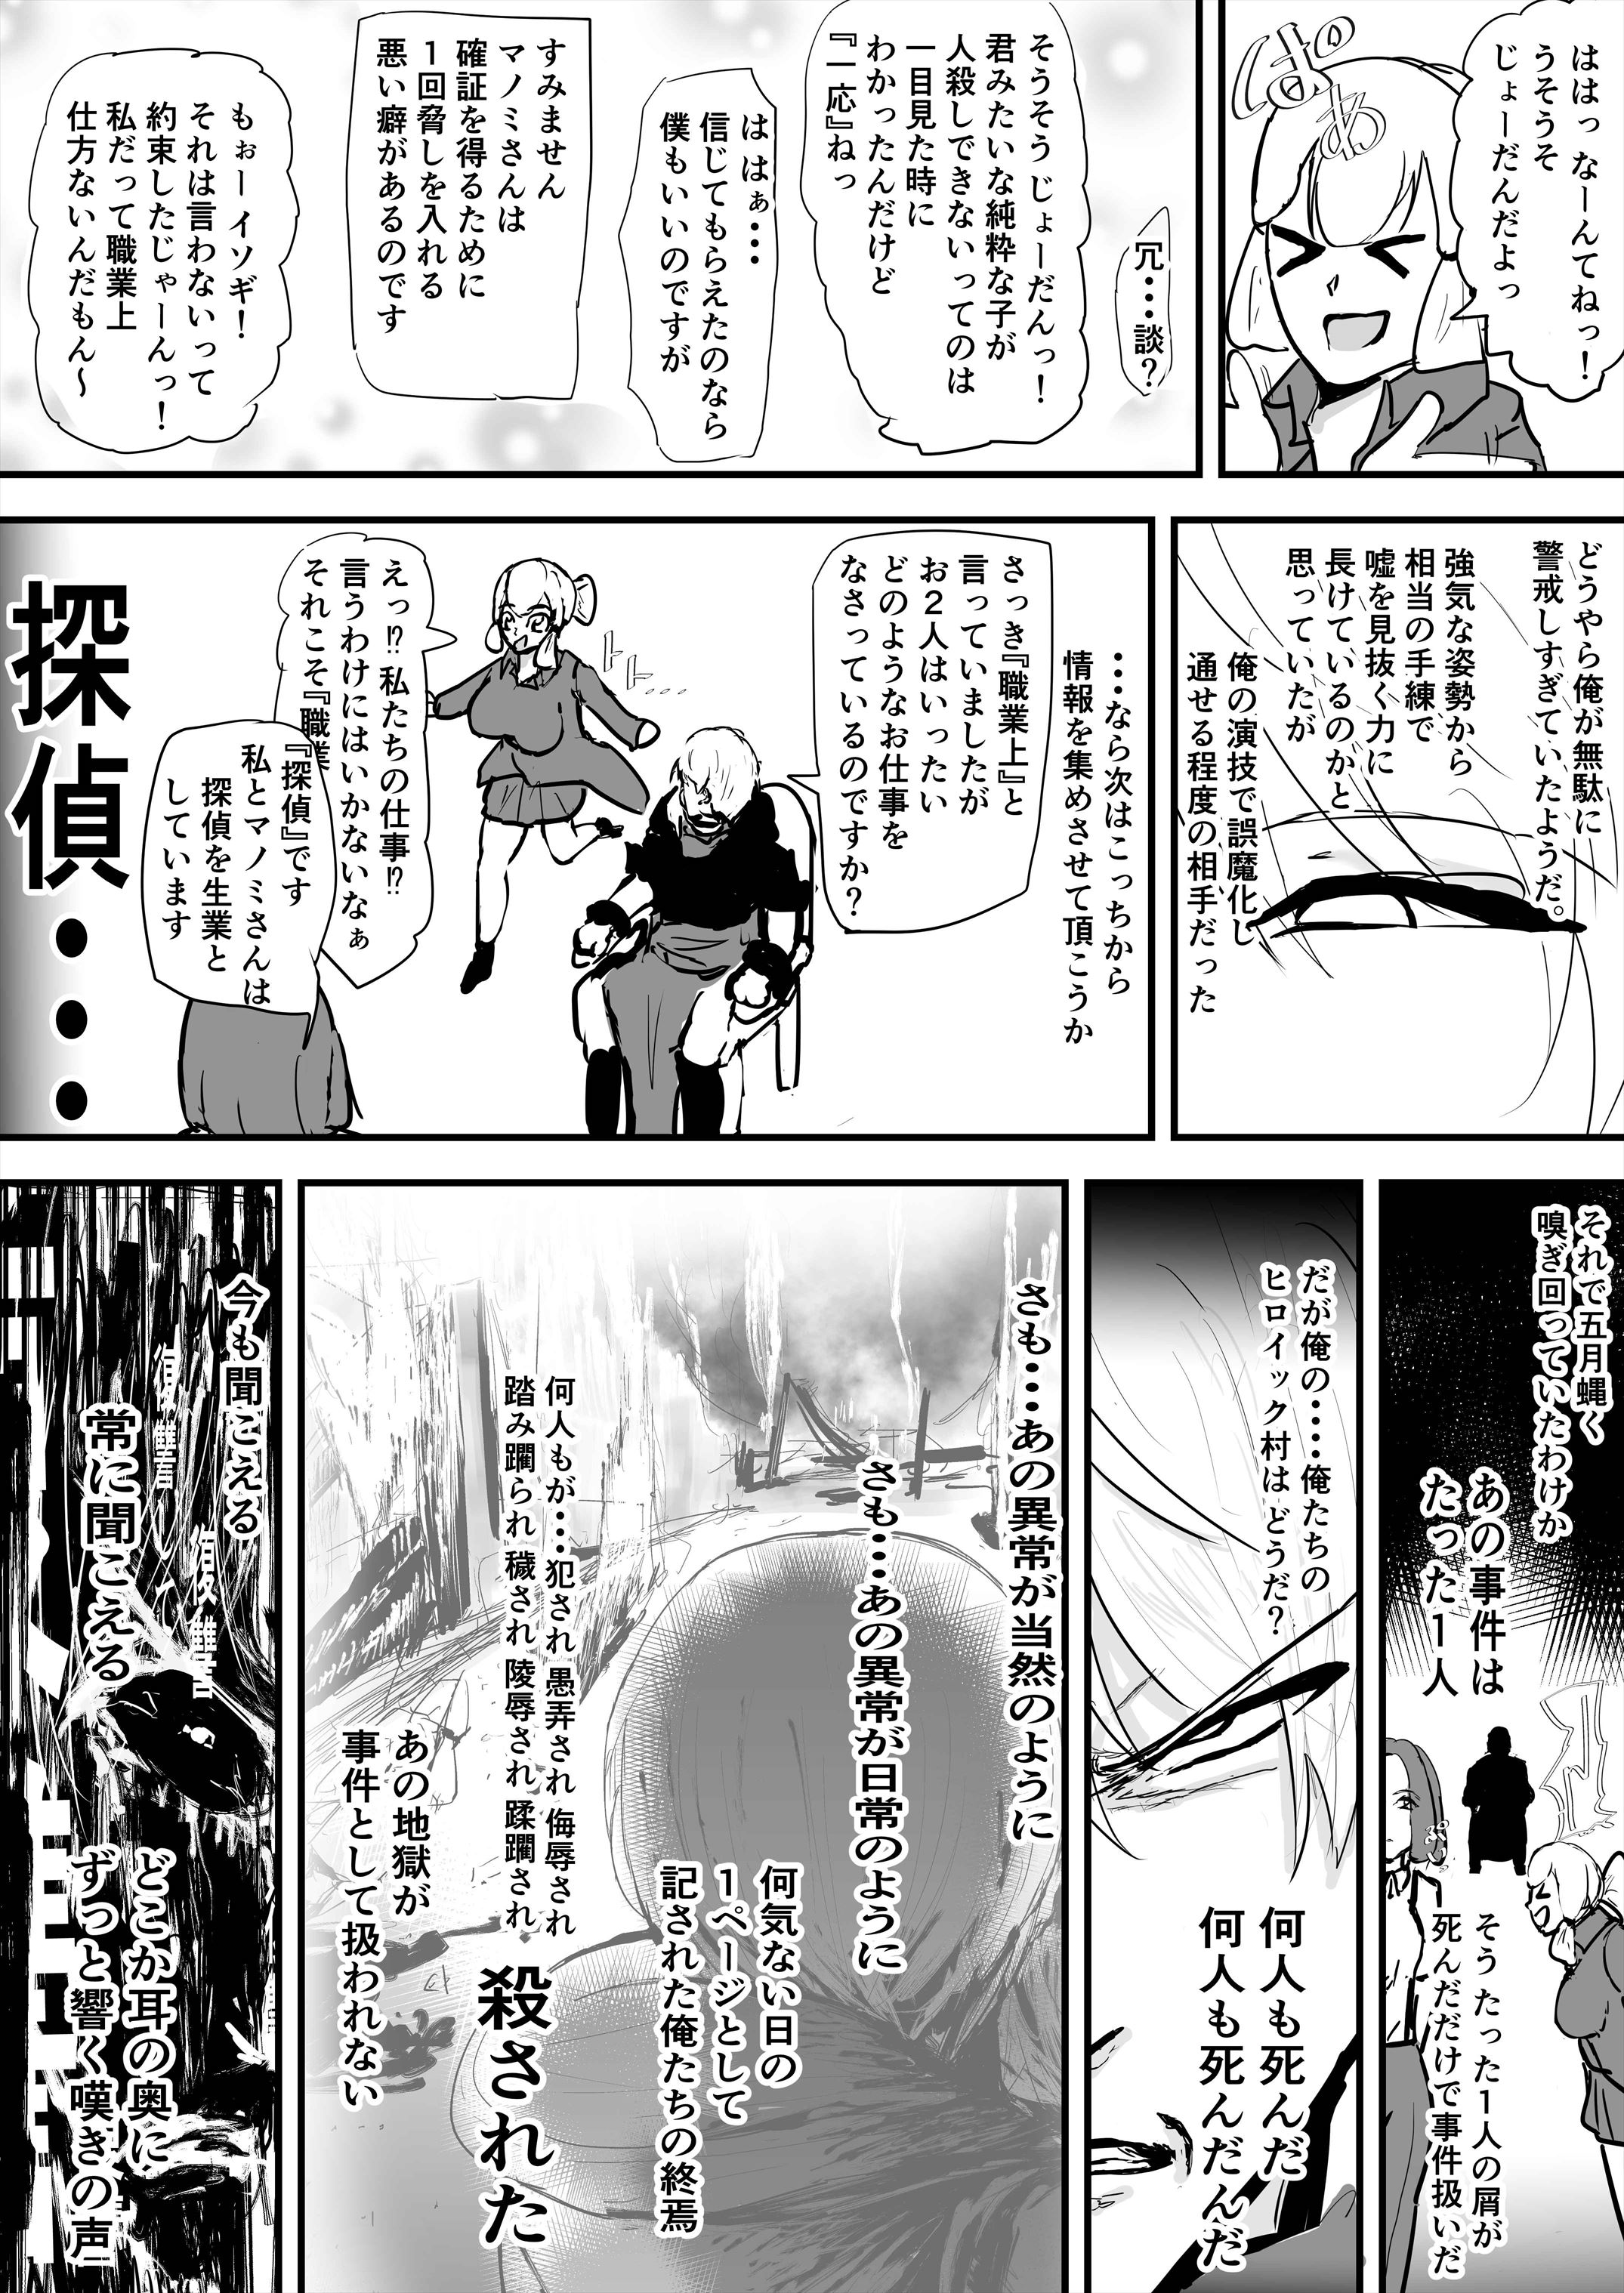 ははっ なーんてねっ！
うそうそ
じょーだんだよっ
ぱぁ
冗・・・談？
そうそう じょーだんっ！
君みたいな純粋な子が
人殺しできないってのは
一目見た時に
わかったんだけど
『一応』ねっ
は はぁ・・・
信じてもらえたのなら
僕もいいのですが
すみません
マノミさんは
確証を得るために
１回脅しを入れる
悪い癖があるのです
もぉーイソギ！
それは言わないって
約束したじゃーんっ！
私だって職業上
仕方ないんだもん〜
どうやら俺が無駄に
警戒しすぎていたようだ。
強気な姿勢から
相当の手練で
嘘を見抜く力に
長けているのかと
思っていたが
俺の演技で誤魔化し
通せる程度の相手だった
・・・なら次はこっちから
情報を集めさせて頂こうか
さっき『職業上』と
言っていましたが
お２人はいったい
どのようなお仕事を
なさっているのですか？
トト・・・・
えっ⁉ 私たちの仕事⁉
言うわけにはいかないなぁ
それこそ『職業
『探偵』です
私とマノミさんは
探偵を生業と
しています
探偵・・・
それで五月蝿く
嗅ぎ回っていたわけか
あの事件は
たった１人
そうたった１人の屑が
死んだだけで事件扱いだ
だが俺の・・・・俺たちの
ヒロイック村はどうだ？
何人も死んだ
何人も死んだんだ
さも・・・あの異常が当然のように
さも・・・あの異常が日常のように
何気ない日の
１ページとして
記された俺たちの終焉
何人もが・・・犯され 愚弄され 侮辱され
踏み躙られ 穢され 陵辱され 蹂躙され
殺された
あの地獄が
事件として扱われない
今も聞こえる
常に聞こえる
復讐して
復讐
どこか耳の奥に
ずっと響く嘆きの声